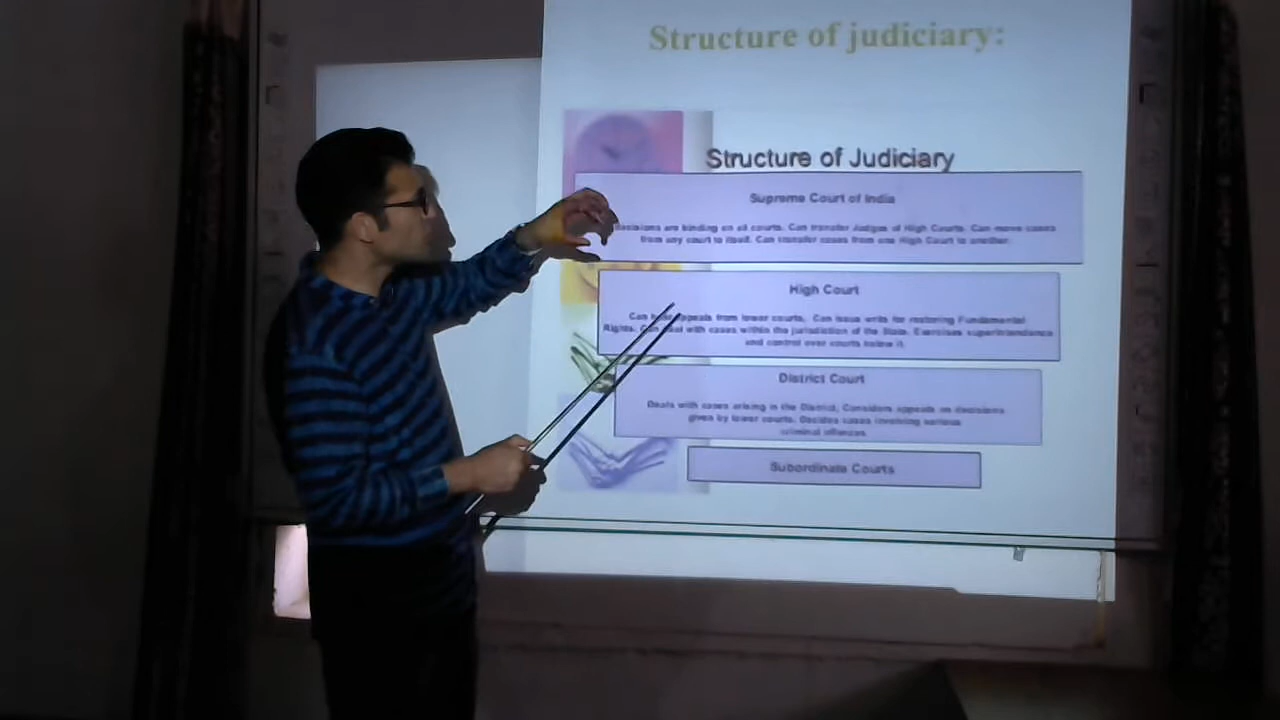 Structure of judiciary:
Structure of Judiciary
Supreme Court of India
decisions are binding on all courts. Can transfer Judges of High Courts. Can move cases
from any court to itself. Can transfer cases from one High Court to another.
High Court
Can appeals from lower courts. Can issue writs for restoring Fundamental
Rights. Can deal with cases within the jurisdiction of the State. Exercises superintendence
and control over courts below it.
District Court
Deals with cases arising in the District. Considers appeals on decisions
given by lower courts. Decides cases involving serious
criminal offences
Subordinate Courts